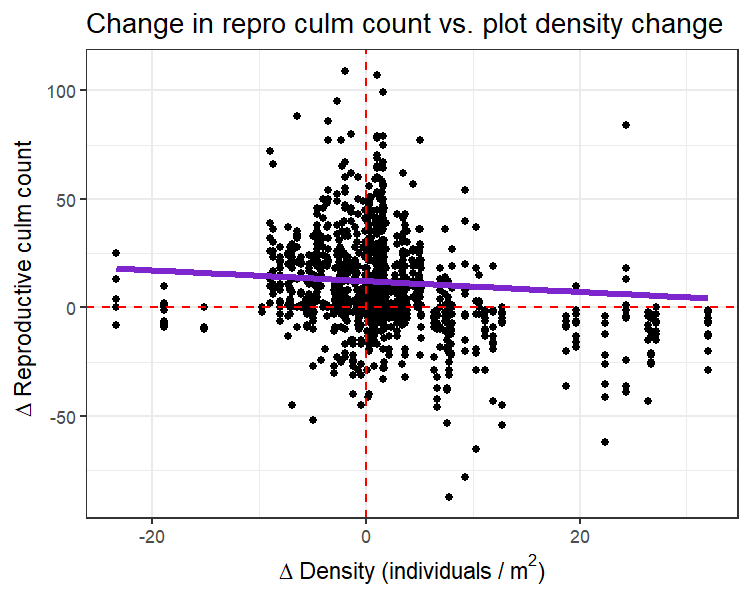 Change in repro culm count vs. plot density change
Δ Reproductive culm count
100
50
0
-50
-20
0
20
Δ Density (individuals / m²)